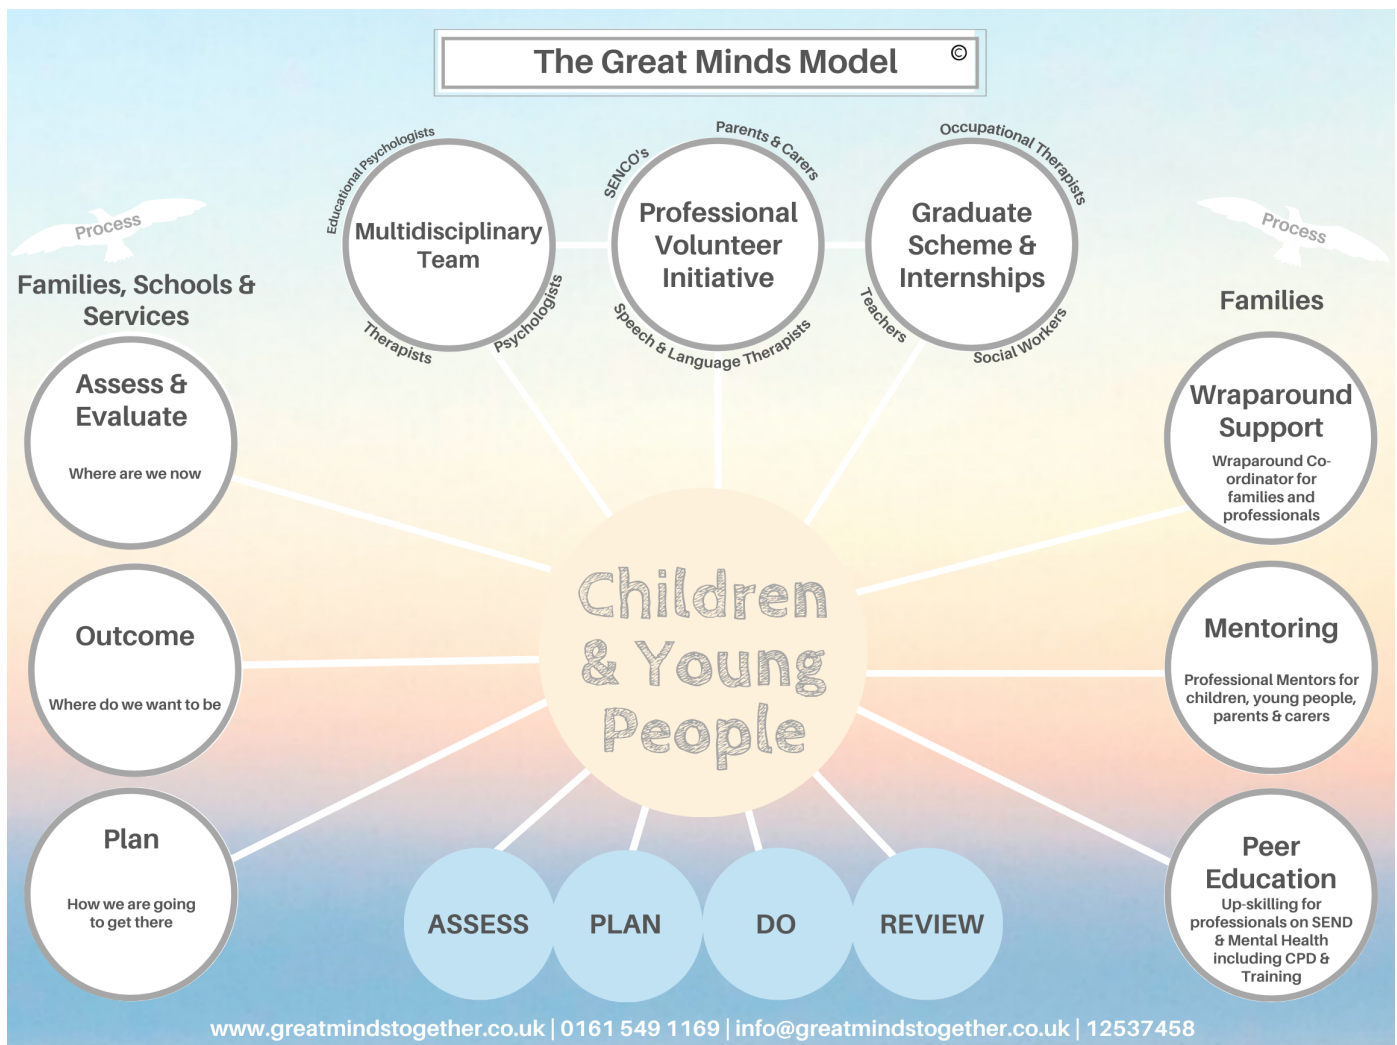 The Great Minds Model ©
Educational Psychologists
Multidisciplinary
Team
Therapists
Psychologists
SENCO's
Parents & Carers
Professional
Volunteer
Initiative
Speech & Language Therapists
Occupational Therapists
Graduate
Scheme &
Internships
Teachers
Social Workers
Process
Families, Schools &
Services
Assess &
Evaluate
Where are we now
Outcome
Where do we want to be
Plan
How we are going
to get there
Process
Families
Wraparound
Support
Wraparound Co-
ordinator for
families and
professionals
Mentoring
Professional Mentors for
children, young people,
parents & carers
Peer
Education
Up-skilling for
professionals on SEND
& Mental Health
including CPD &
Training
Children
& Young
People
ASSESS
PLAN
DO
REVIEW
www.greatmindstogether.co.uk | 0161 549 1169 | info@greatmindstogether.co.uk | 12537458